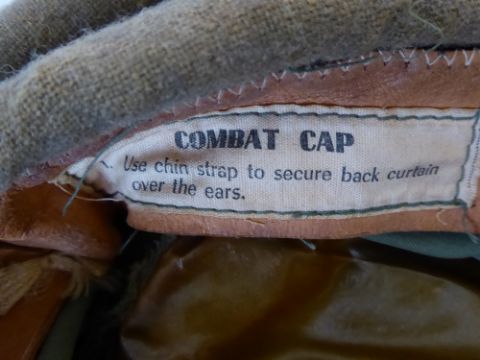 COMBAT CAP
Use chin strap to secure back curtain
over the ears.